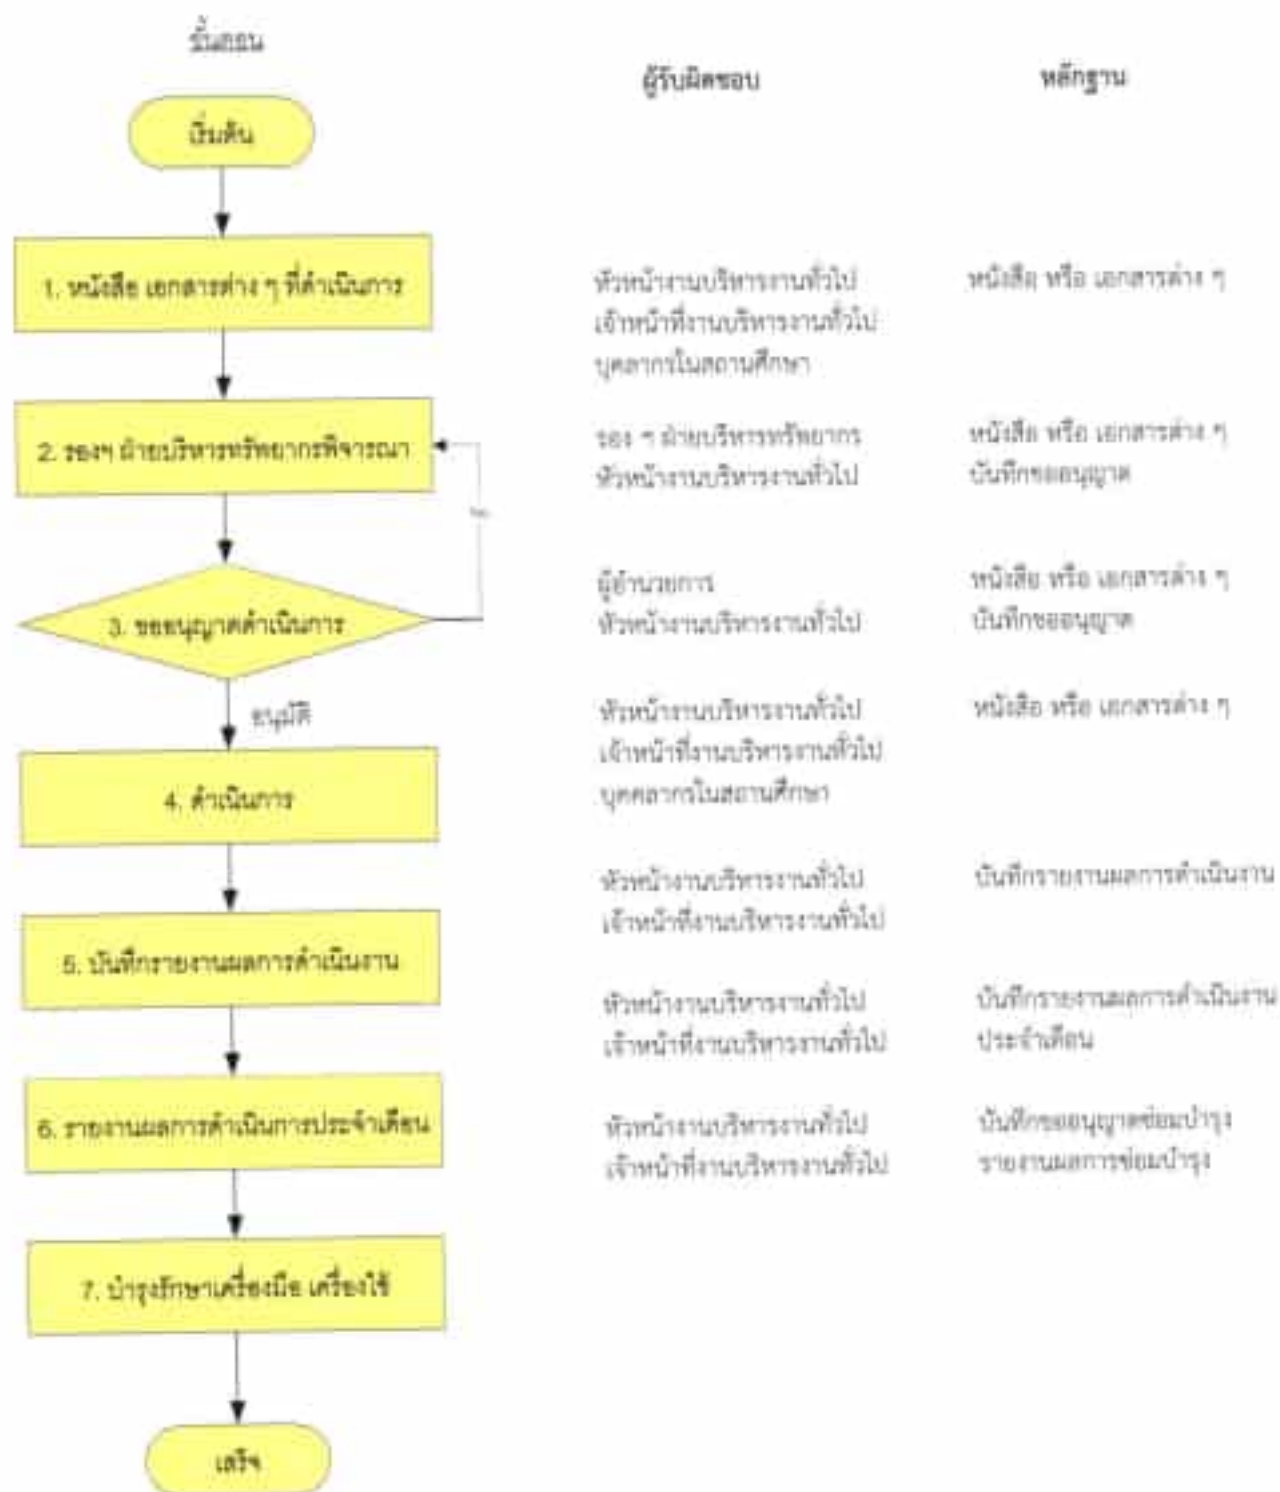 ขั้นตอน
ผู้รับผิดชอบ
หลักฐาน
เริ่มต้น
1. หนังสือ เอกสารต่าง ๆ ที่ดำเนินการ
หัวหน้างานบริหารงานทั่วไป
เจ้าหน้าที่งานบริหารงานทั่วไป
บุคลากรในสถานศึกษา
หนังสือ หรือ เอกสารต่าง ๆ
2. รองฯ ฝ่ายบริหารทรัพยากรพิจารณา
รอง ฯ ฝ่ายบริหารทรัพยากร
หัวหน้างานบริหารงานทั่วไป
หนังสือ หรือ เอกสารต่าง ๆ
บันทึกขออนุญาต
3. ขออนุญาตดำเนินการ
ผู้อำนวยการ
หัวหน้างานบริหารงานทั่วไป
หนังสือ หรือ เอกสารต่าง ๆ
บันทึกขออนุญาต
อนุมัติ
4. ดำเนินการ
หัวหน้างานบริหารงานทั่วไป
เจ้าหน้าที่งานบริหารงานทั่วไป
บุคคลากรในสถานศึกษา
หนังสือ หรือ เอกสารต่าง ๆ
5. บันทึกรายงานผลการดำเนินงาน
หัวหน้างานบริหารงานทั่วไป
เจ้าหน้าที่งานบริหารงานทั่วไป
บันทึกรายงานผลการดำเนินงาน
6. รายงานผลการดำเนินการประจำเดือน
หัวหน้างานบริหารงานทั่วไป
เจ้าหน้าที่งานบริหารงานทั่วไป
บันทึกรายงานผลการดำเนินงาน
ประจำเดือน
7. บำรุงรักษาเครื่องมือ เครื่องใช้
หัวหน้างานบริหารงานทั่วไป
เจ้าหน้าที่งานบริหารงานทั่วไป
บันทึกขออนุญาตซ่อมบำรุง
รายงานผลการซ่อมบำรุง
เสร็จ